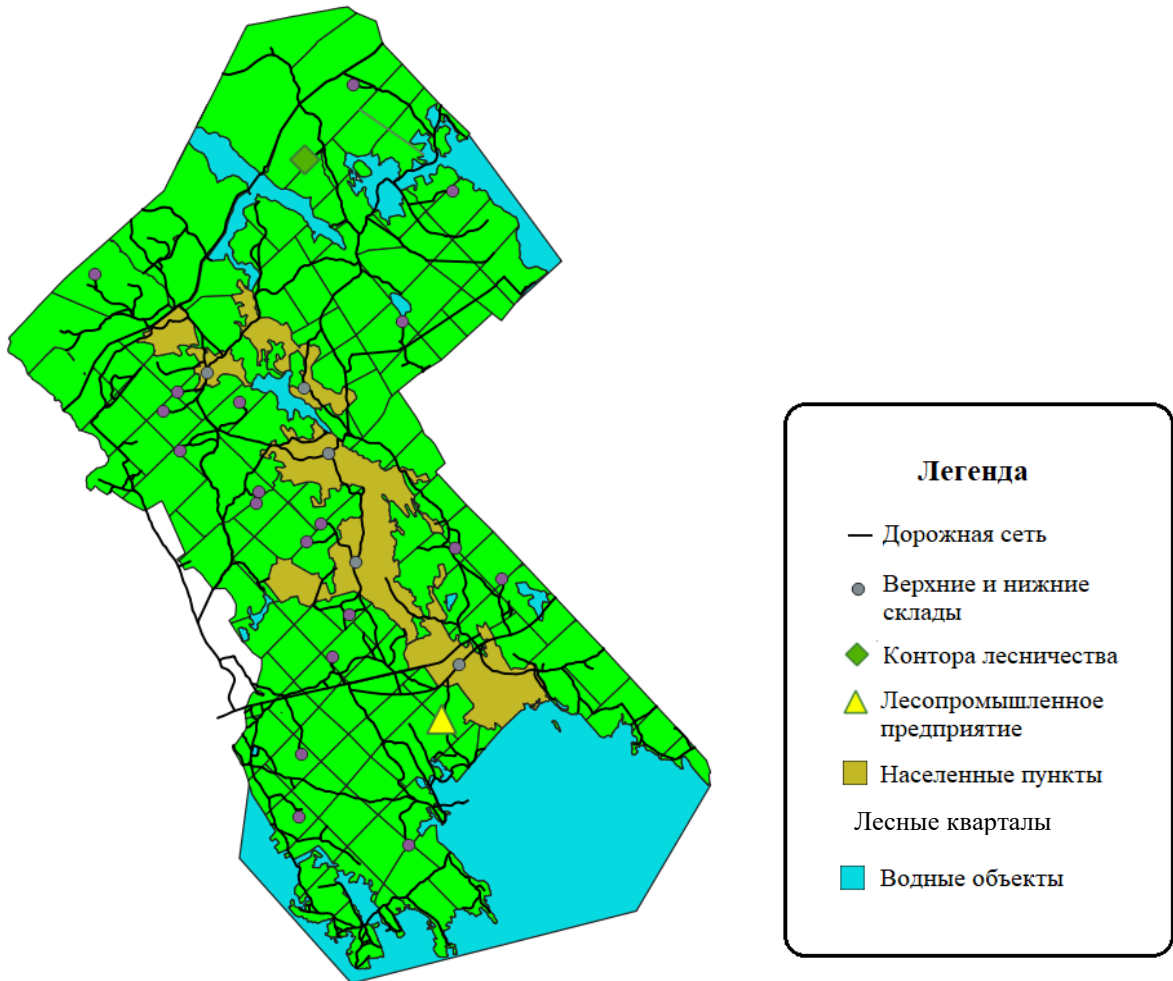 Легенда
Дорожная сеть
Верхние и нижние
склады
Контора лесничества
Лесопромышленное
предприятие
Населенные пункты
Лесные кварталы
Водные объекты